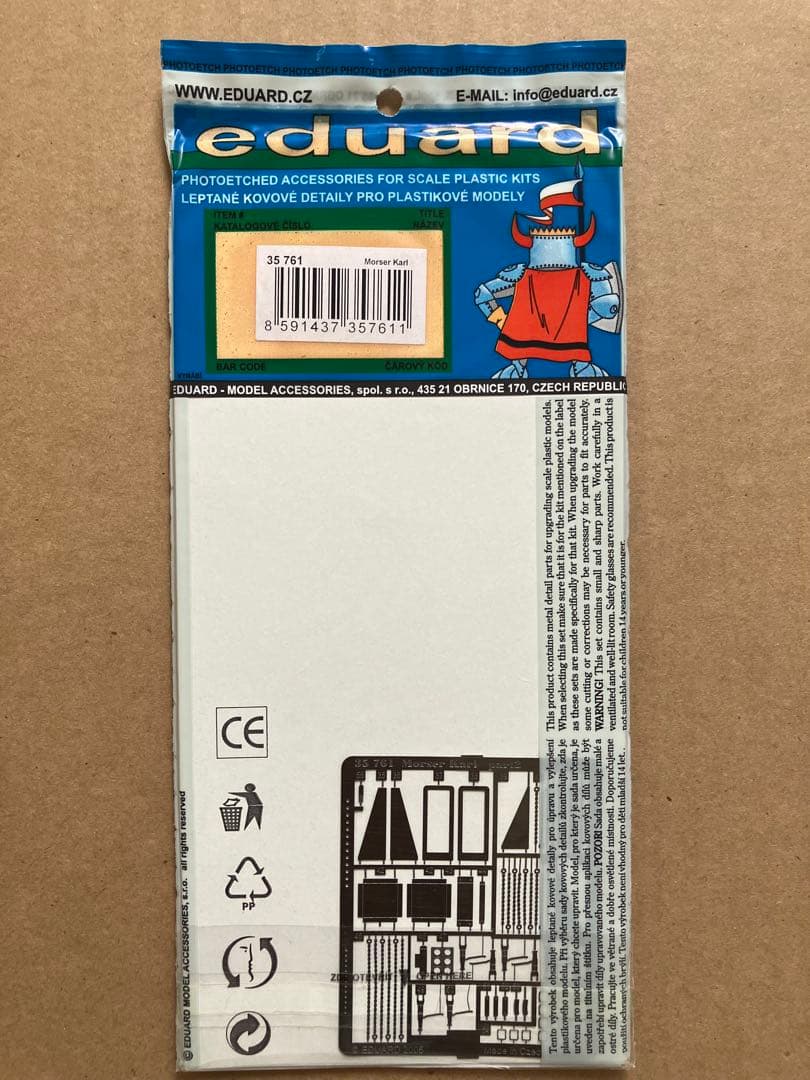 PHOTOETCH PHOTOETCH PHOTOETCH PHOTOETCH PHOTOETCH PHOTOETCH PHOTOETCH PHOTOETCH
WWW.EDUARD.CZ
E-MAIL: info@eduard.cz
eduard
PHOTOETCHED ACCESSORIES FOR SCALE PLASTIC KITS
LEPTANÉ KOVOVÉ DETAILY PRO PLASTIKOVÉ MODELY
ITEM # TITLE
KATALOGOVÉ ČÍSLO NÁZEV
35 761 Morser Karl
8 591437 357611
BAR CODE ČÁROVÝ KÓD
VYRÁBÍ
EDUARD - MODEL ACCESSORIES, spol. s r.o., 435 21 OBRNICE 170, CZECH REPUBLIC
This product contains metal detail parts for upgrading scale plastic models.
When selecting this set make sure that it is for the kit mentioned on the label
as these sets are made specifically for that kit. When upgrading the model
some cutting or corrections may be necessary for parts to fit accurately.
WARNING! This set contains small and sharp parts. Work carefully in a
ventilated and well-lit room. Safety glasses are recommended. This product is
not suitable for children 14 years or younger.
Tento výrobek obsahuje leptané kovové detaily pro úpravu a vylepšení
plastikového modelu. Při výběru sady kovových detailů zkontrolujte, zda je
určena pro model, který chcete upravit. Model, pro který je sada určena, je
uveden na titulním štítku. Pro přesnou aplikaci kovových dílů může být
zapotřebí upravit díly upravovaného modelu. POZOR! Sada obsahuje malé a
ostré díly. Pracujte ve větrané a dobře osvětlené místnosti. Doporučujeme
použití ochranných brýlí. Tento výrobek není vhodný pro děti mladší 14 let.
CE
PP
© EDUARD MODEL ACCESSORIES, s.r.o. all rights reserved
35 761 Morser Karl part2
ZDE OTEVŘÍT OPEN HERE
© EDUARD
Made in Czech